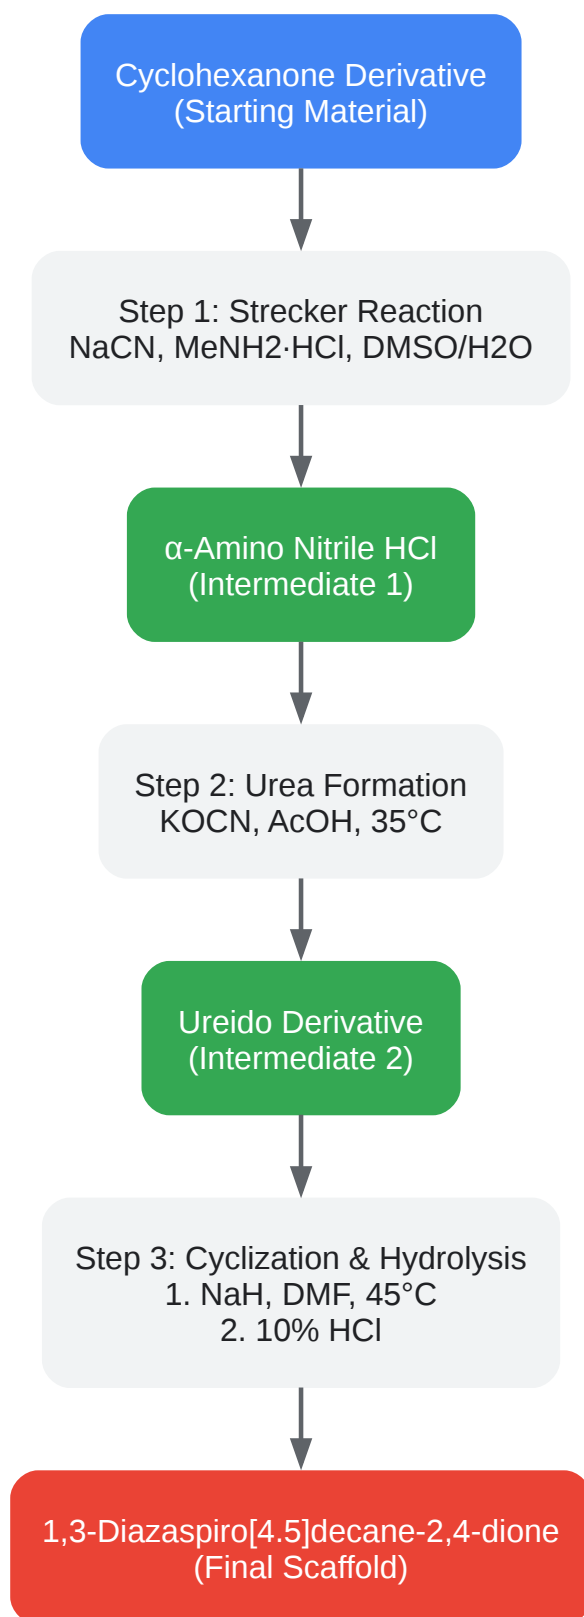 Cyclohexanone Derivative
(Starting Material)
Step 1: Strecker Reaction
NaCN, MeNH2·HCl, DMSO/H2O
α-Amino Nitrile HCl
(Intermediate 1)
Step 2: Urea Formation
KOCN, AcOH, 35°C
Ureido Derivative
(Intermediate 2)
Step 3: Cyclization & Hydrolysis
1. NaH, DMF, 45°C
2. 10% HCl
1,3-Diazaspiro[4.5]decane-2,4-dione
(Final Scaffold)